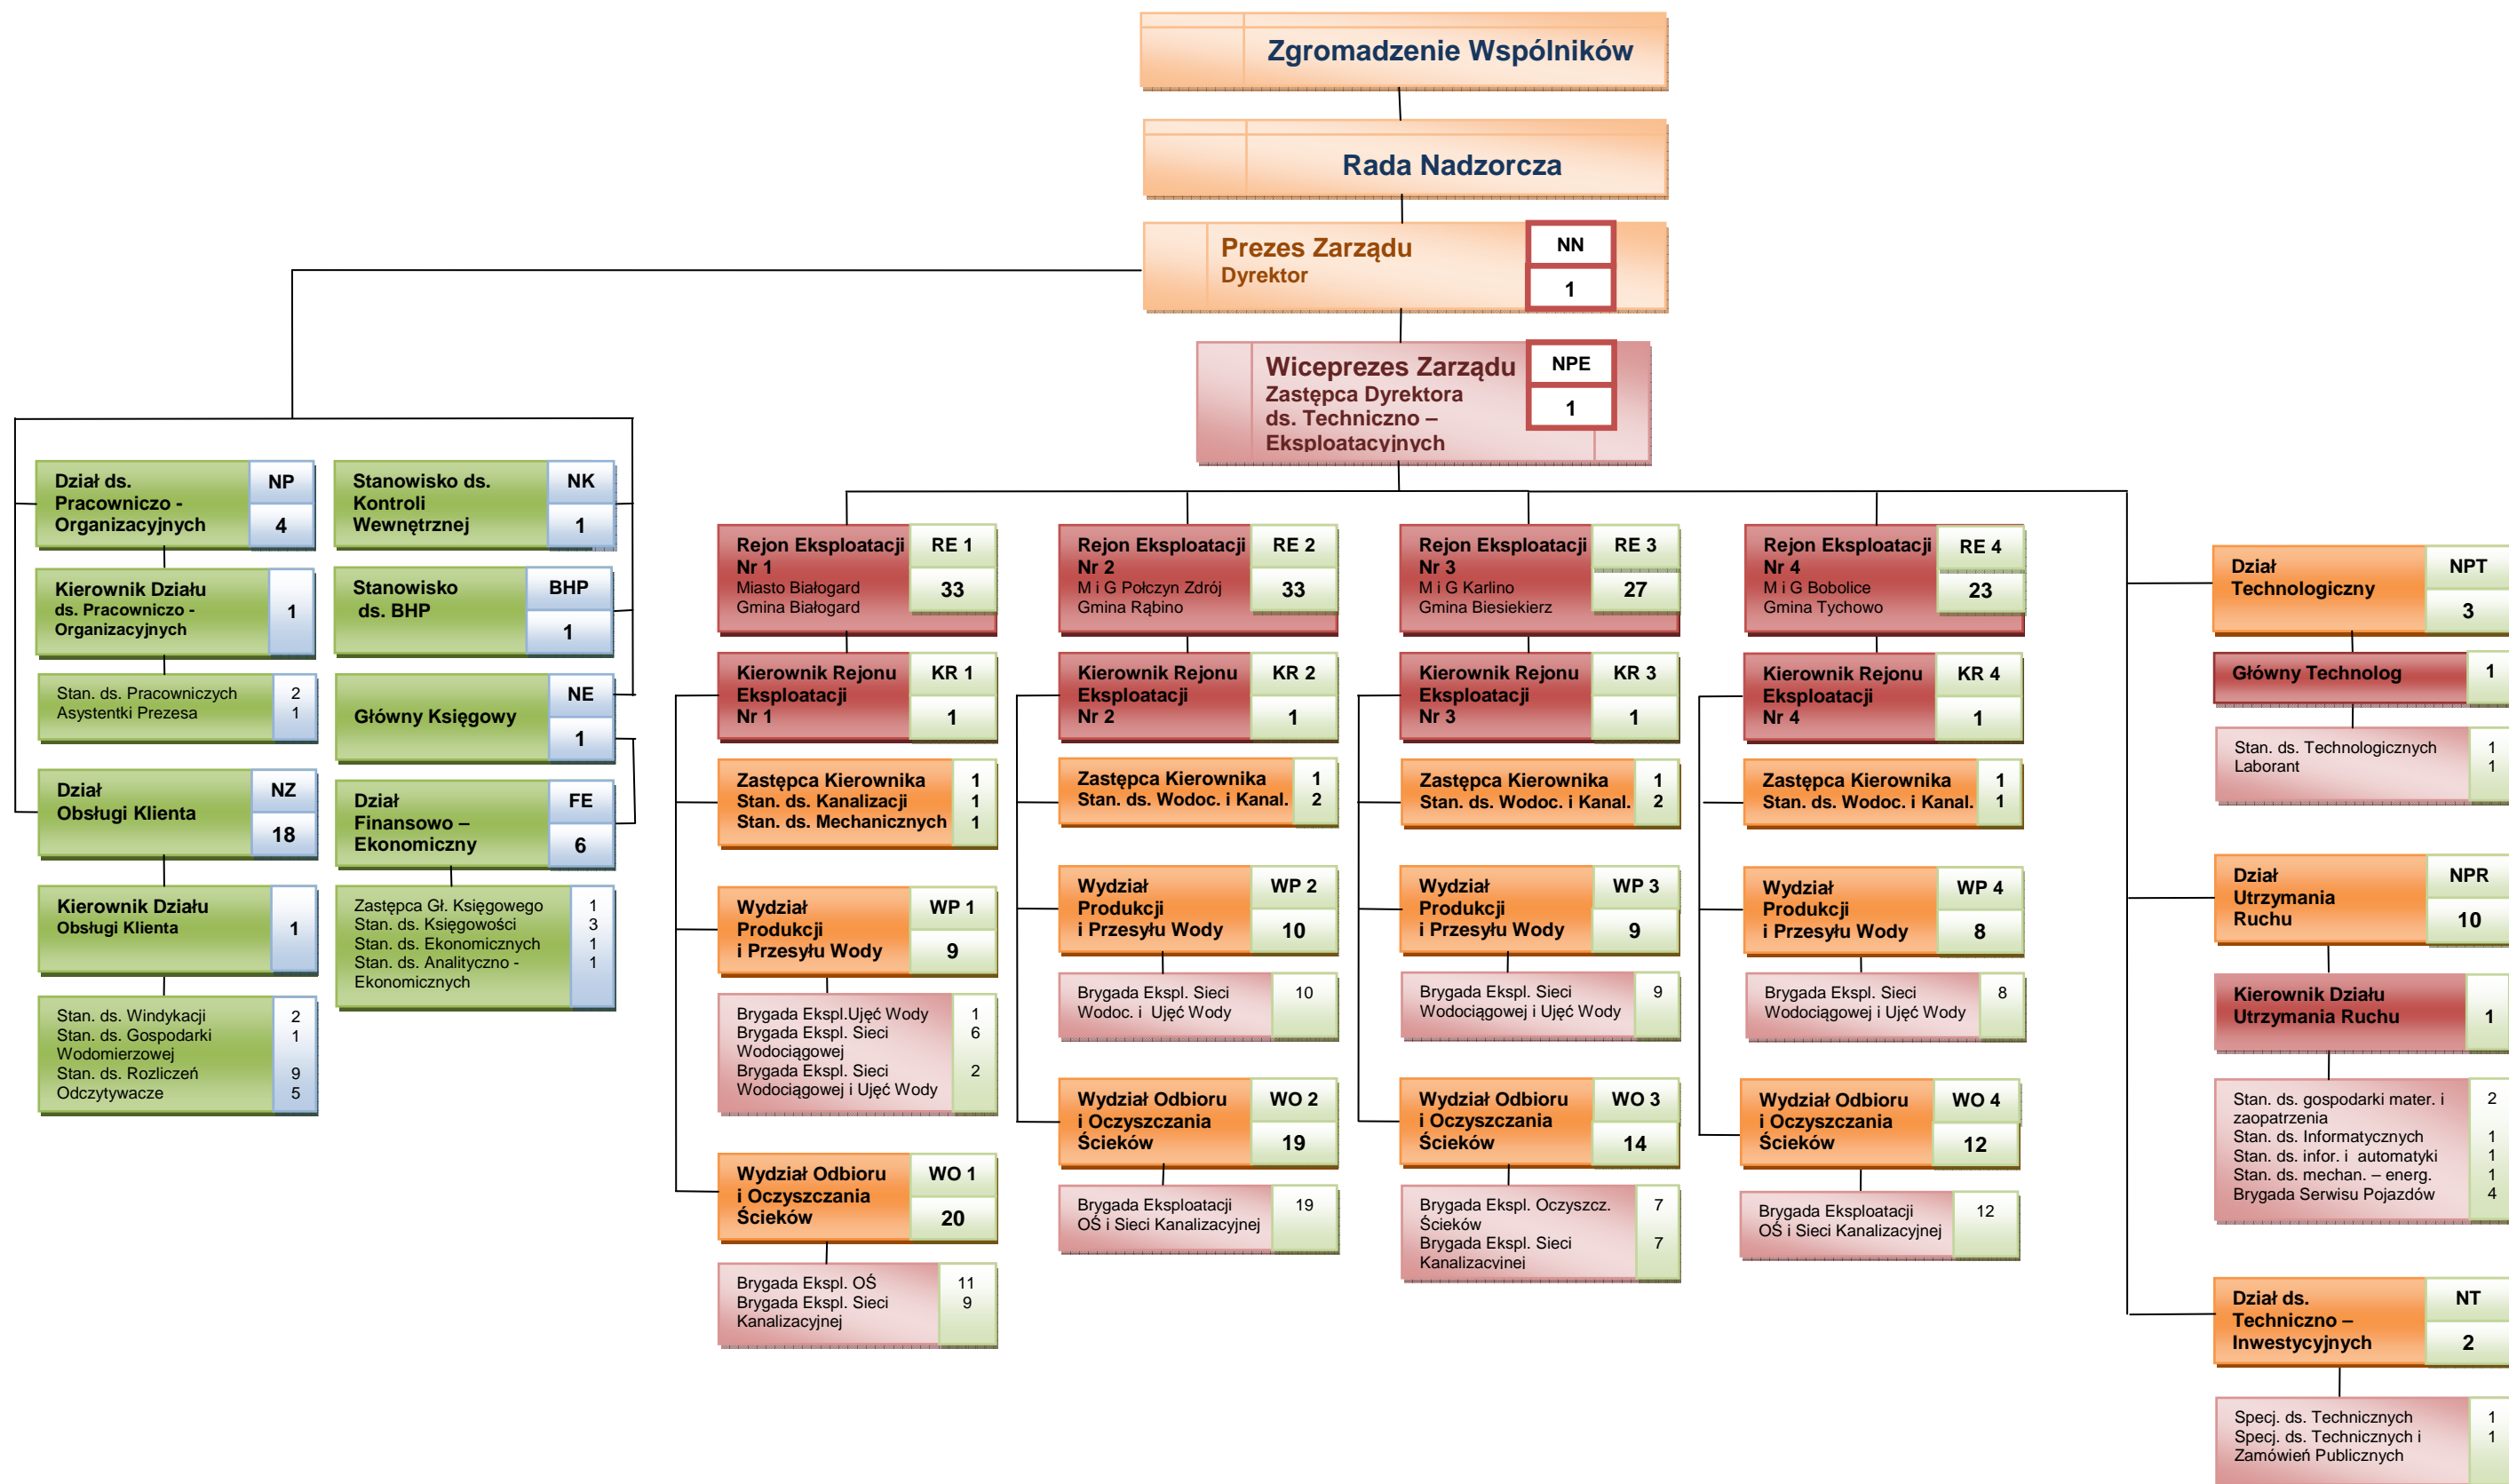 Zgromadzenie Wspólników
Rada Nadzorcza
Prezes Zarządu
Dyrektor
NN
1
Wiceprezes Zarządu
Zastępca Dyrektora
ds. Techniczno –
Eksploatacyjnych
NPE
1
Dział ds.
Pracowniczo -
Organizacyjnych
NP
4
Kierownik Działu
ds. Pracowniczo -
Organizacyjnych
1
Stan. ds. Pracowniczych 2
Asystentki Prezesa 1
Dział
Obsługi Klienta
NZ
18
Kierownik Działu
Obsługi Klienta
1
Stan. ds. Windykacji 2
Stan. ds. Gospodarki 1
Wodomierzowej
Stan. ds. Rozliczeń 9
Odczytywacze 5
Stanowisko ds.
Kontroli
Wewnętrznej
NK
1
Stanowisko
ds. BHP
BHP
1
Główny Księgowy
NE
1
Dział
Finansowo –
Ekonomiczny
FE
6
Zastępca Gł. Księgowego 1
Stan. ds. Księgowości 3
Stan. ds. Ekonomicznych 1
Stan. ds. Analityczno - 1
Ekonomicznych
Rejon Eksploatacji
Nr 1
Miasto Białogard
Gmina Białogard
RE 1
33
Kierownik Rejonu
Eksploatacji
Nr 1
KR 1
1
Zastępca Kierownika 1
Stan. ds. Kanalizacji 1
Stan. ds. Mechanicznych 1
Wydział
Produkcji
i Przesyłu Wody
WP 1
9
Brygada Ekspl.Ujęć Wody 1
Brygada Ekspl. Sieci 6
Wodociągowej
Brygada Ekspl. Sieci 2
Wodociągowej i Ujęć Wody
Wydział Odbioru
i Oczyszczania
Ścieków
WO 1
20
Brygada Ekspl. OŚ 11
Brygada Ekspl. Sieci 9
Kanalizacyjnej
Rejon Eksploatacji
Nr 2
M i G Połczyn Zdrój
Gmina Rąbino
RE 2
33
Kierownik Rejonu
Eksploatacji
Nr 2
KR 2
1
Zastępca Kierownika 1
Stan. ds. Wodoc. i Kanal. 2
Wydział
Produkcji
i Przesyłu Wody
WP 2
10
Brygada Ekspl. Sieci 10
Wodoc. i Ujęć Wody
Wydział Odbioru
i Oczyszczania
Ścieków
WO 2
19
Brygada Eksploatacji 19
OŚ i Sieci Kanalizacyjnej
Rejon Eksploatacji
Nr 3
M i G Karlino
Gmina Biesiekierz
RE 3
27
Kierownik Rejonu
Eksploatacji
Nr 3
KR 3
1
Zastępca Kierownika 1
Stan. ds. Wodoc. i Kanal. 2
Wydział
Produkcji
i Przesyłu Wody
WP 3
9
Brygada Ekspl. Sieci 9
Wodociągowej i Ujęć Wody
Wydział Odbioru
i Oczyszczania
Ścieków
WO 3
14
Brygada Ekspl. Oczyszcz. 7
Ścieków
Brygada Ekspl. Sieci 7
Kanalizacyjnej
Rejon Eksploatacji
Nr 4
M i G Bobolice
Gmina Tychowo
RE 4
23
Kierownik Rejonu
Eksploatacji
Nr 4
KR 4
1
Zastępca Kierownika 1
Stan. ds. Wodoc. i Kanal. 1
Wydział
Produkcji
i Przesyłu Wody
WP 4
8
Brygada Ekspl. Sieci 8
Wodociągowej i Ujęć Wody
Wydział Odbioru
i Oczyszczania
Ścieków
WO 4
12
Brygada Eksploatacji 12
OŚ i Sieci Kanalizacyjnej
Dział
Technologiczny
NPT
3
Główny Technolog 1
Stan. ds. Technologicznych 1
Laborant 1
Dział
Utrzymania
Ruchu
NPR
10
Kierownik Działu
Utrzymania Ruchu
1
Stan. ds. gospodarki mater. i 2
zaopatrzenia
Stan. ds. Informatycznych 1
Stan. ds. infor. i automatyki 1
Stan. ds. mechan. – energ. 1
Brygada Serwisu Pojazdów 4
Dział ds.
Techniczno –
Inwestycyjnych
NT
2
Specj. ds. Technicznych 1
Specj. ds. Technicznych i 1
Zamówień Publicznych